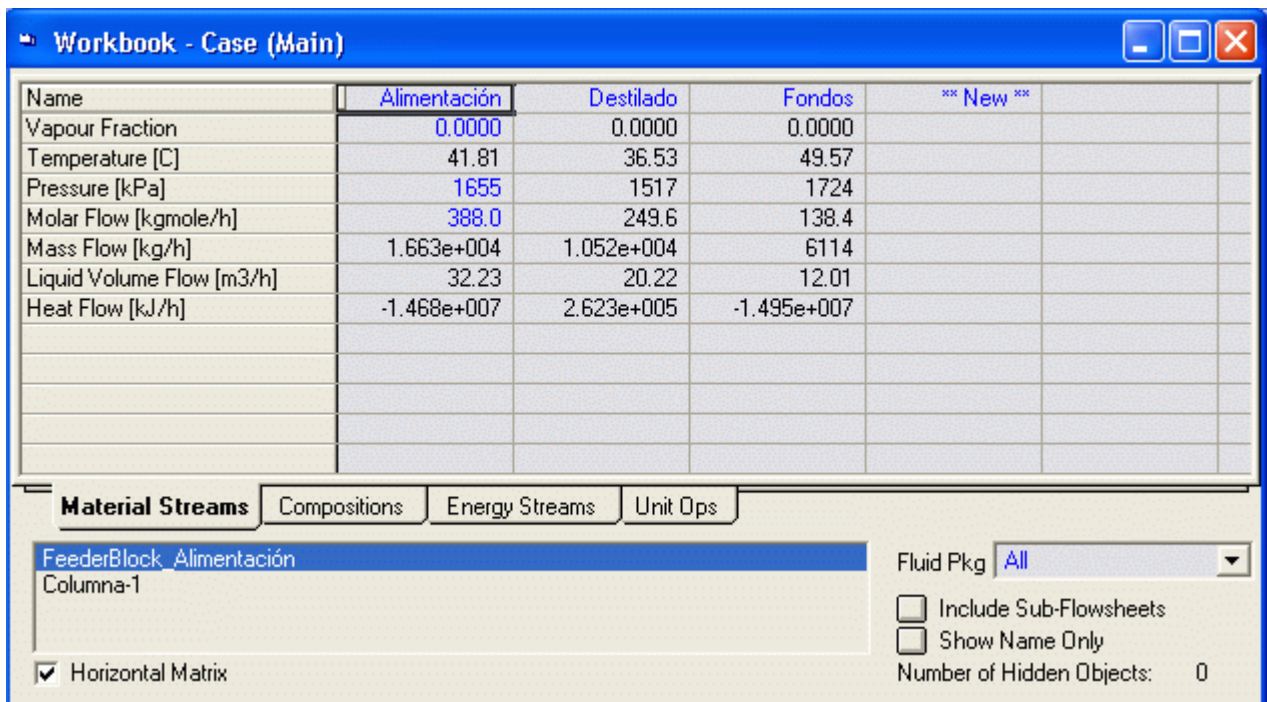 Workbook - Case (Main)
Name Alimentación Destilado Fondos ** New **
Vapour Fraction 0.0000 0.0000 0.0000
Temperature [C] 41.81 36.53 49.57
Pressure [kPa] 1655 1517 1724
Molar Flow [kgmole/h] 388.0 249.6 138.4
Mass Flow [kg/h] 1.663e+004 1.052e+004 6114
Liquid Volume Flow [m3/h] 32.23 20.22 12.01
Heat Flow [kJ/h] -1.468e+007 2.623e+005 -1.495e+007
Material Streams Compositions Energy Streams Unit Ops
FeederBlock_Alimentación
Columna-1
Fluid Pkg All
Include Sub-Flowsheets
Show Name Only
Horizontal Matrix
Number of Hidden Objects: 0